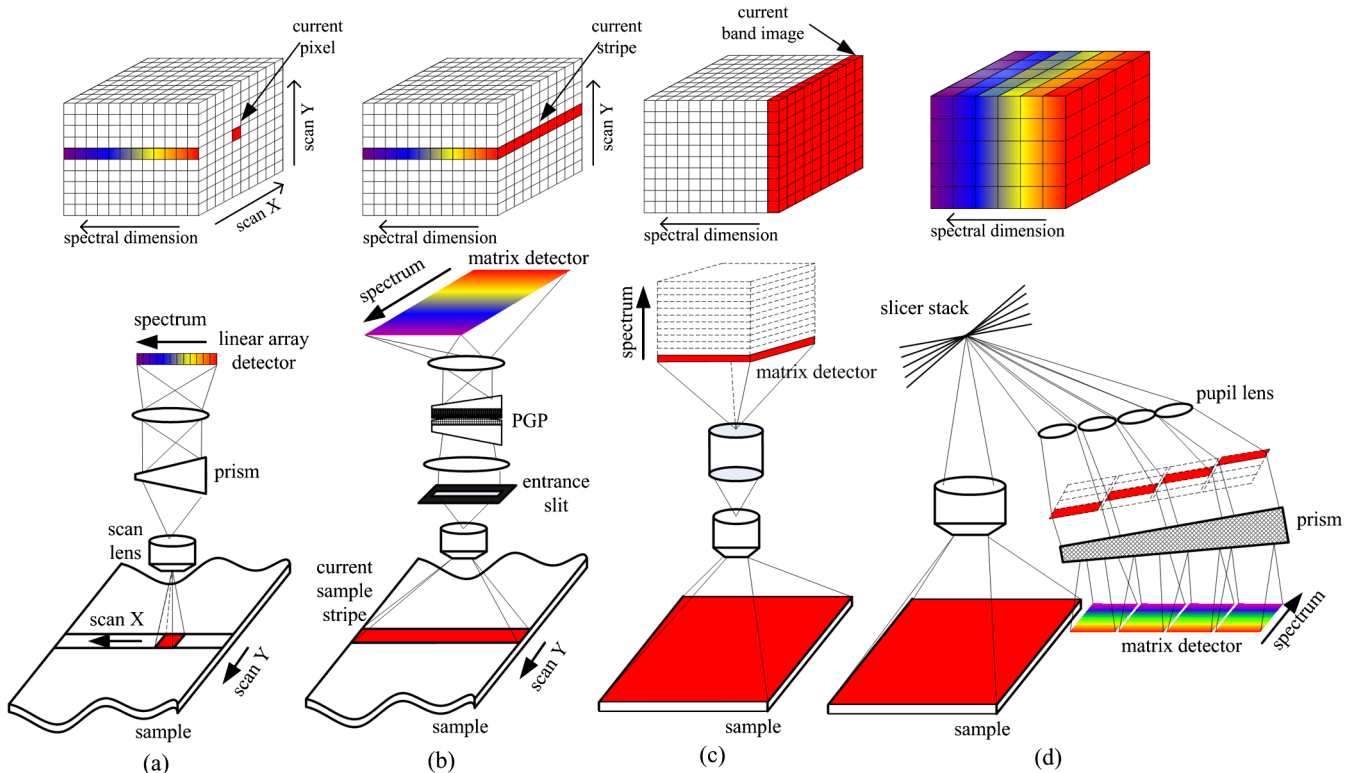 current
pixel
scan Y
scan X
spectral dimension
spectrum
linear array
detector
prism
scan
lens
scan X
scan Y
sample
(a)
current
stripe
scan Y
spectral dimension
matrix detector
spectrum
PGP
entrance
slit
current
sample
stripe
scan Y
sample
(b)
current
band image
spectral dimension
spectrum
matrix detector
sample
(c)
spectral dimension
slicer stack
pupil lens
prism
matrix detector
spectrum
sample
(d)